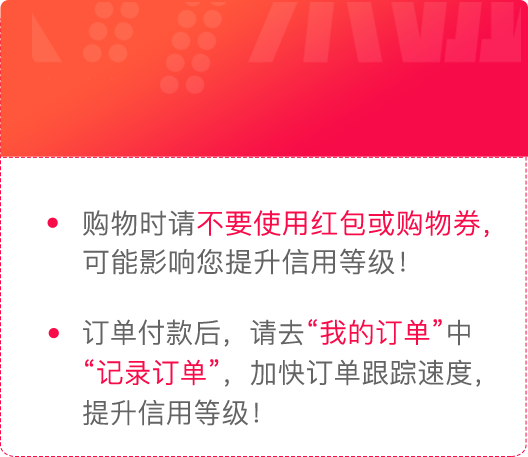 购物时请不要使用红包或购物券，
可能影响您提升信用等级！
订单付款后，请去“我的订单”中
“记录订单”，加快订单跟踪速度，
提升信用等级！